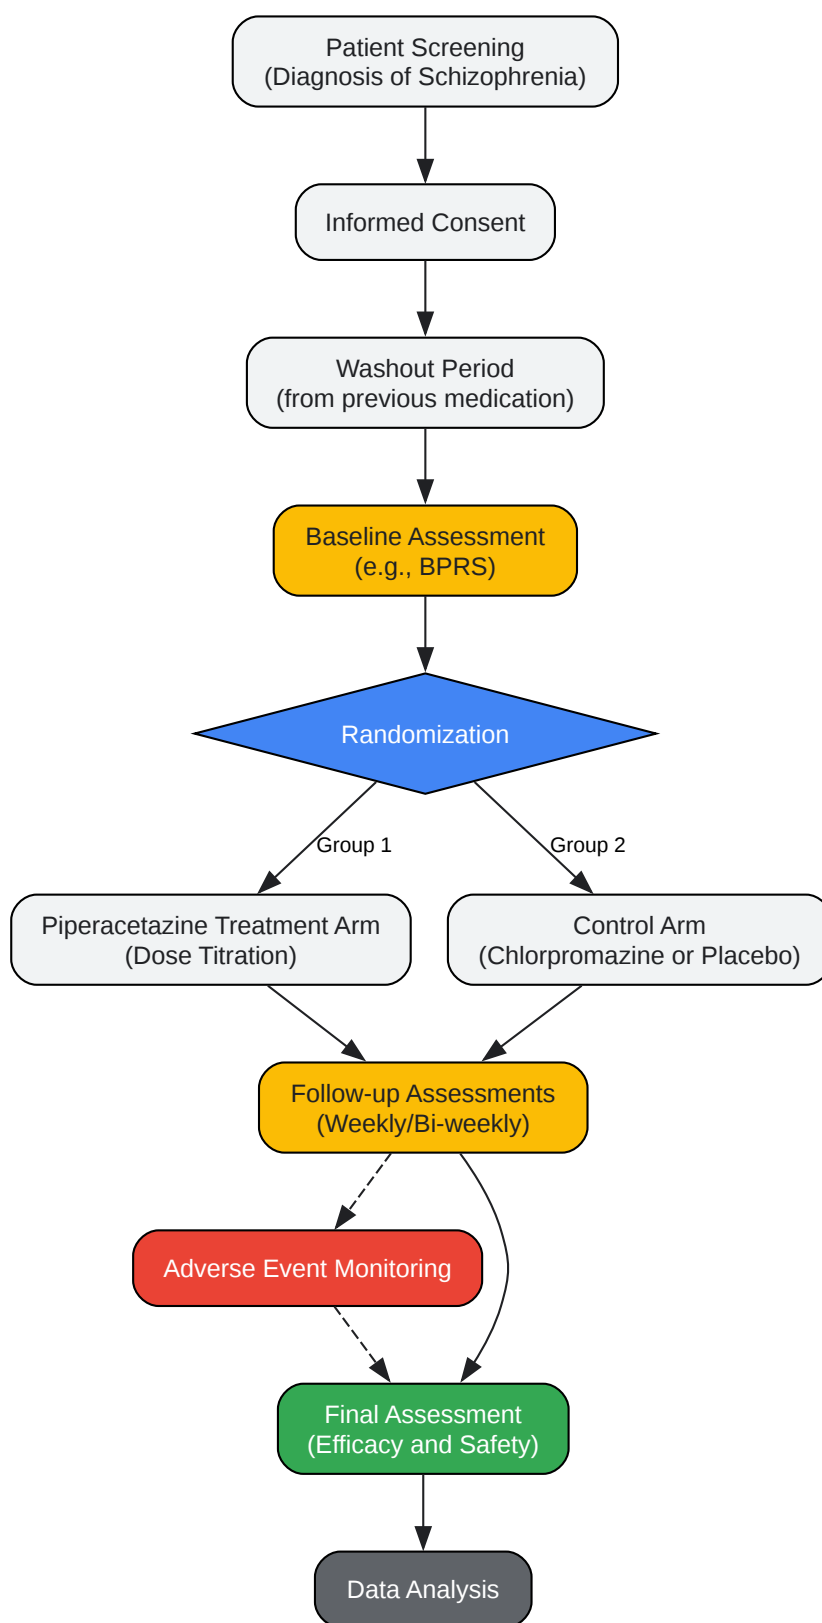 Patient Screening
(Diagnosis of Schizophrenia)
Informed Consent
Washout Period
(from previous medication)
Baseline Assessment
(e.g., BPRS)
Randomization
Group 1
Group 2
Piperacetazine Treatment Arm
(Dose Titration)
Control Arm
(Chlorpromazine or Placebo)
Follow-up Assessments
(Weekly/Bi-weekly)
Adverse Event Monitoring
Final Assessment
(Efficacy and Safety)
Data Analysis